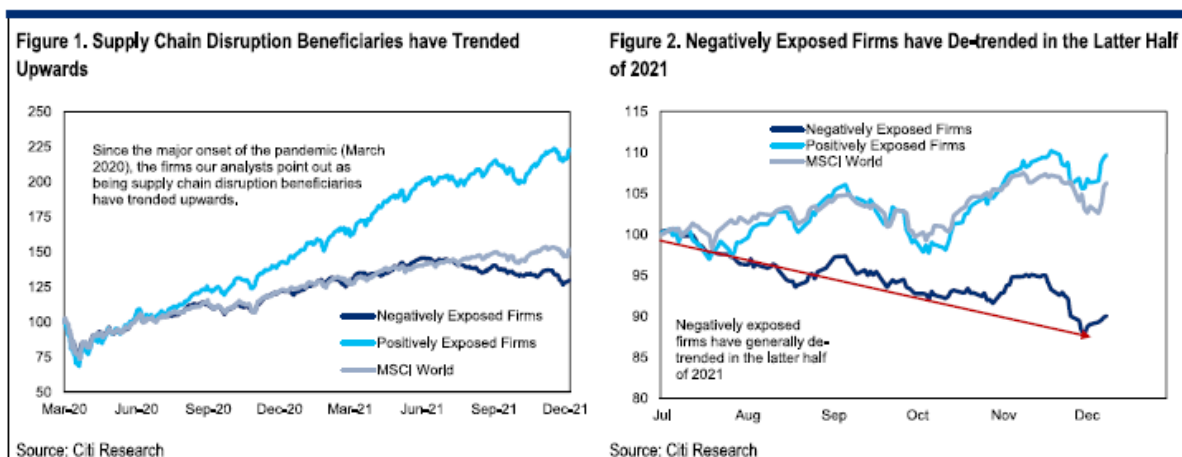 Figure 1. Supply Chain Disruption Beneficiaries have Trended
Upwards
250
225
200
175
150
125
100
75
50
Since the major onset of the pandemic (March
2020), the firms our analysts point out as
being supply chain disruption beneficiaries
have trended upwards.
Negatively Exposed Firms
Positively Exposed Firms
MSCI World
Mar-20 Jun-20 Sep-20 Dec-20 Mar-21 Jun-21 Sep-21 Dec-21
Source: Citi Research
Figure 2. Negatively Exposed Firms have De-trended in the Latter Half
of 2021
115
110
105
100
95
90
85
80
Negatively Exposed Firms
Positively Exposed Firms
MSCI World
Negatively exposed
firms have generally de-
trended in the latter half
of 2021
Jul Aug Sep Oct Nov Dec
Source: Citi Research